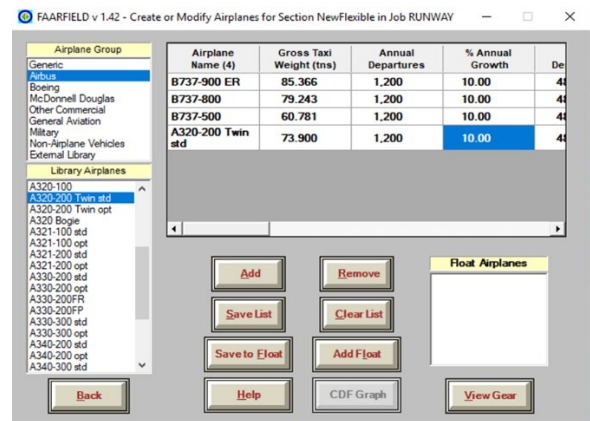 FAARFIELD v 1.42 - Create or Modify Airplanes for Section NewFlexible in Job RUNWAY
Airplane Group
Generic
Airbus
Boeing
McDonnell Douglas
Other Commercial
General Aviation
Military
Non-Airplane Vehicles
External Library
Library Airplanes
A320-100
A320-200 Twin std
A320-200 Twin opt
A320 Bogie
A321-100 std
A321-100 opt
A321-200 std
A321-200 opt
A330-200 std
A330-200 opt
A330-200FR
A330-200FP
A330-300 std
A330-300 opt
A340-200 std
A340-200 opt
A340-300 std
Airplane Name (4) Gross Taxi Weight (tns) Annual Departures % Annual Growth De
B737-900 ER 85.366 1,200 10.00 48
B737-800 79.243 1,200 10.00 48
B737-500 60.781 1,200 10.00 48
A320-200 Twin std 73.900 1,200 10.00 48
Add Remove
Save List Clear List
Save to Float Add Float
Float Airplanes
Back Help CDF Graph View Gear